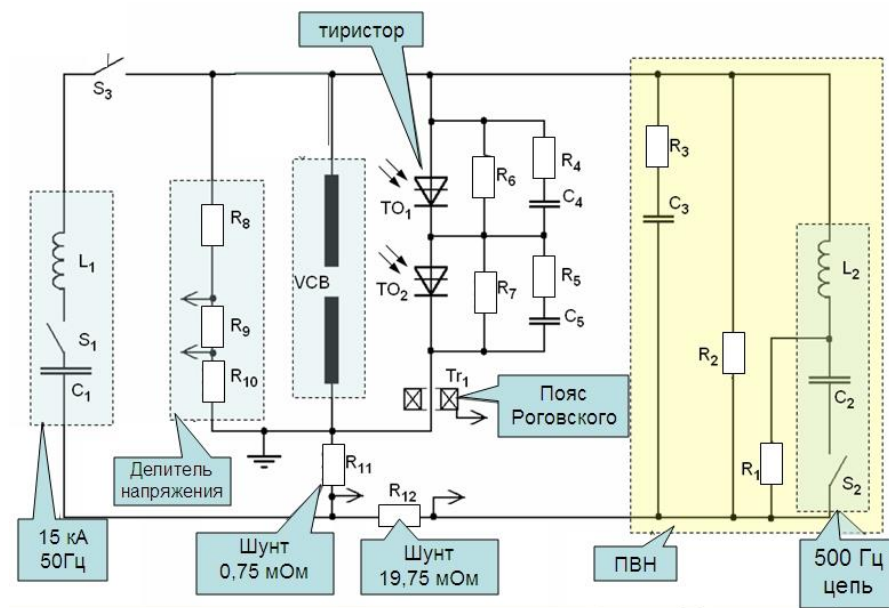 тиристор
S3
R8
L1
VCB
R9
S1
R10
C1
TO1
TO2
R6
R7
R4
C4
R5
C5
Tr1
Пояс
Роговского
R3
C3
R2
L2
C2
R1
S2
Делитель
напряжения
R11
R12
15 кА
50Гц
Шунт
0,75 мОм
Шунт
19,75 мОм
ПВН
500 Гц
цепь